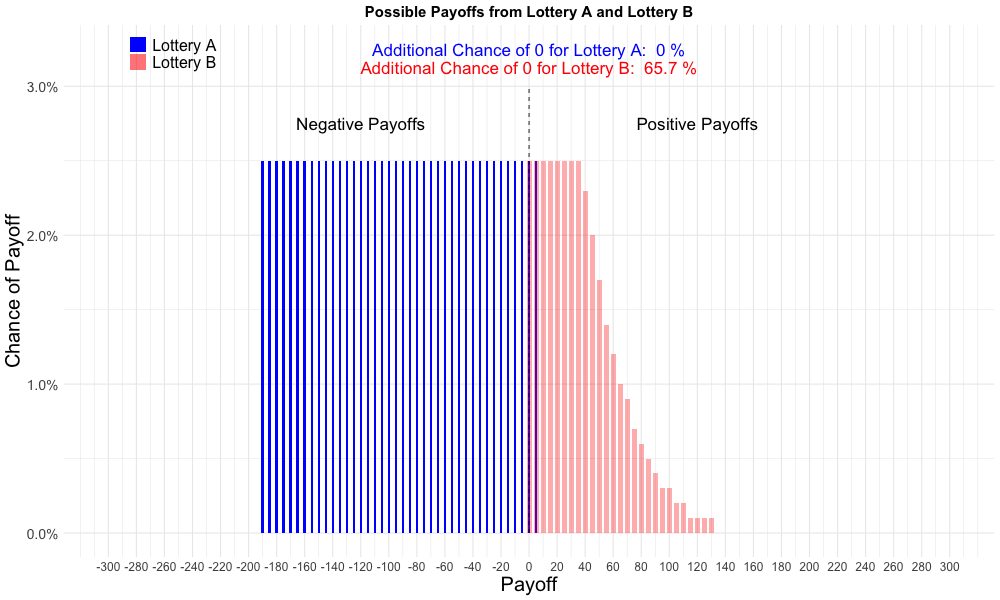 Possible Payoffs from Lottery A and Lottery B
Lottery A
Lottery B
Additional Chance of 0 for Lottery A:  0 %
Additional Chance of 0 for Lottery B:  65.7 %
Negative Payoffs
Positive Payoffs
Chance of Payoff
3.0%
2.0%
1.0%
0.0%
-300 -280 -260 -240 -220 -200 -180 -160 -140 -120 -100 -80 -60 -40 -20 0 20 40 60 80 100 120 140 160 180 200 220 240 260 280 300
Payoff